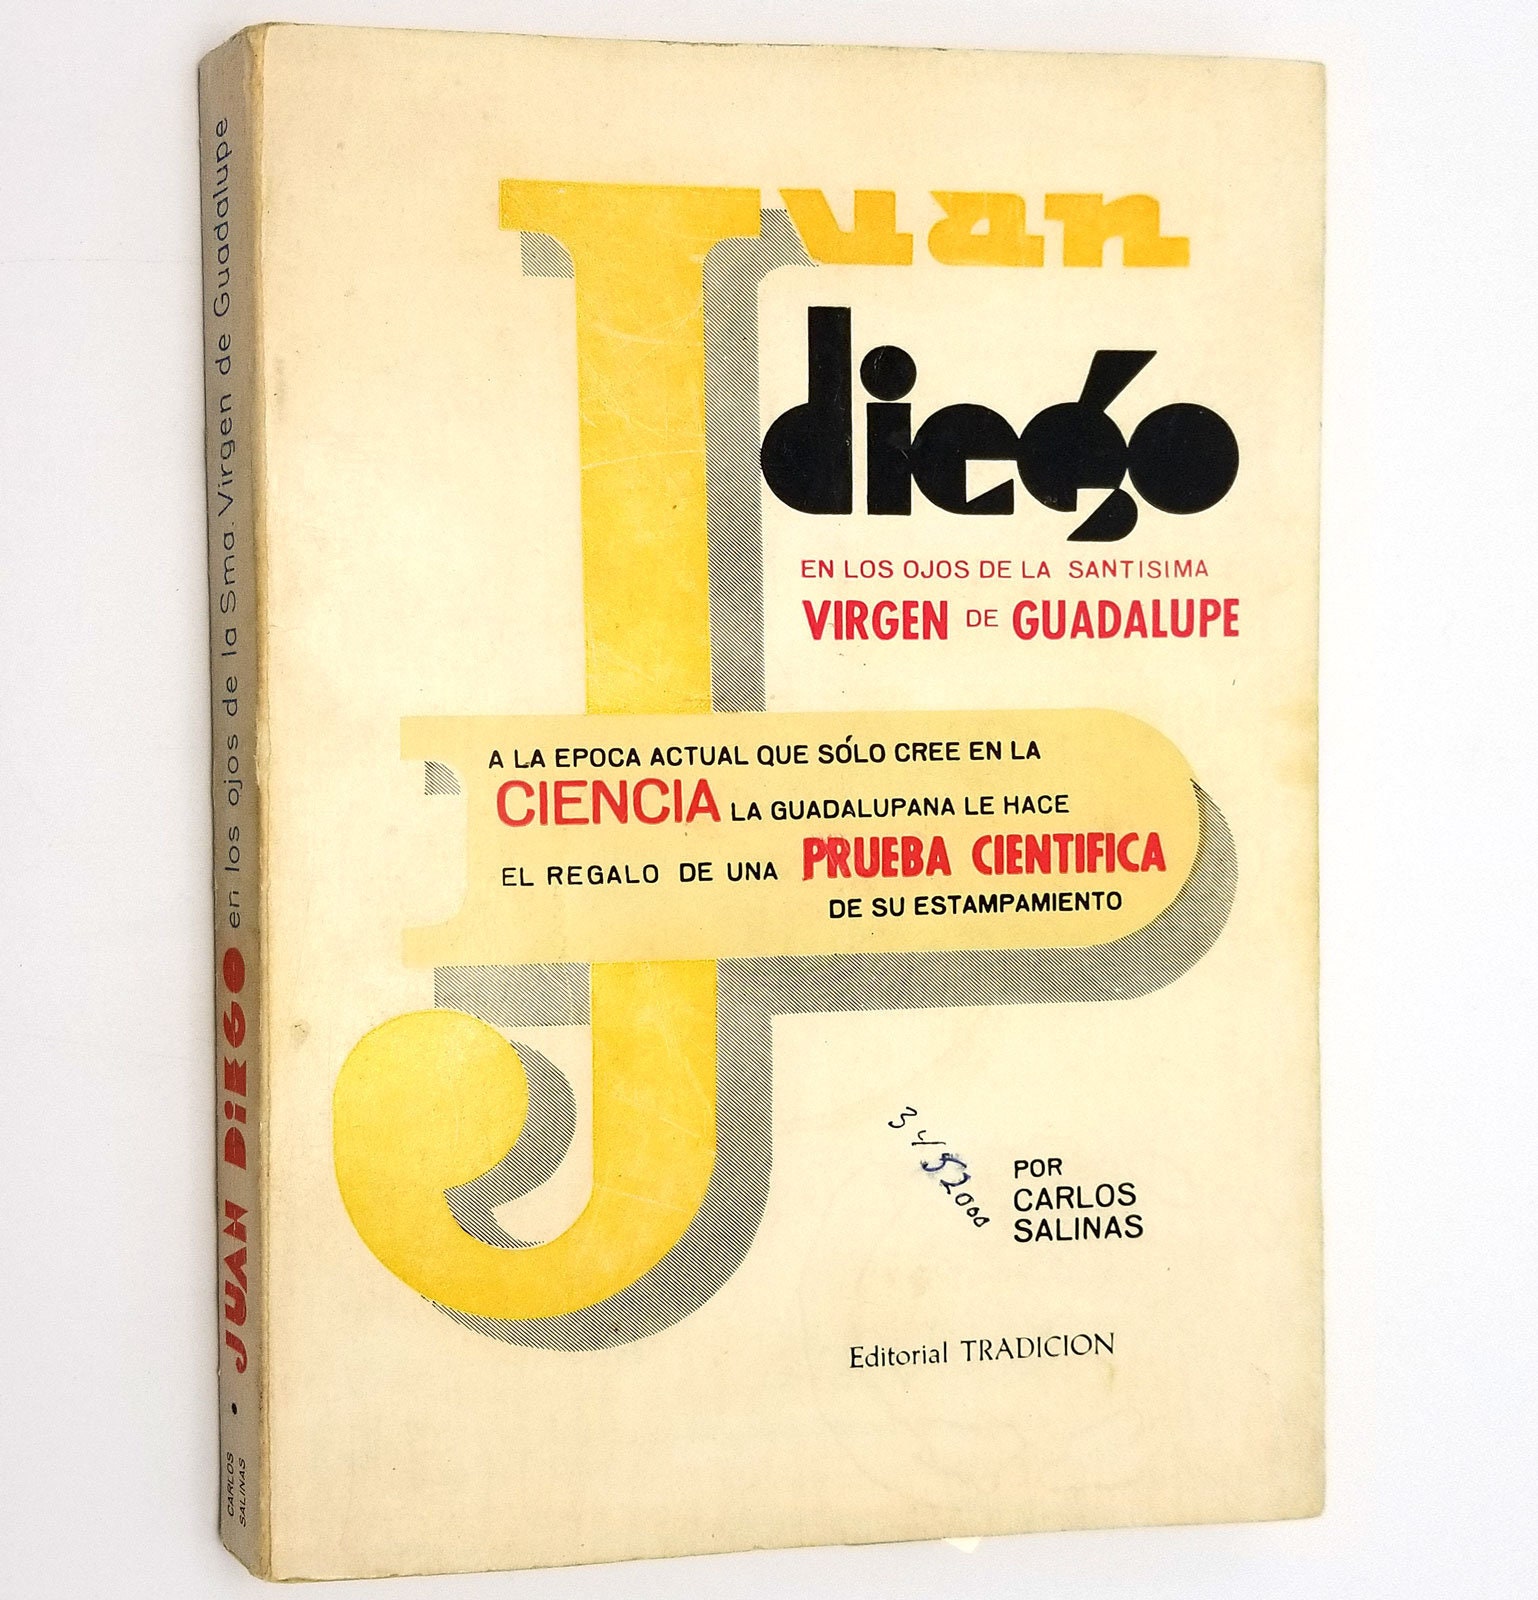 Juan
diego
EN LOS OJOS DE LA SANTISIMA
VIRGEN DE GUADALUPE
A LA EPOCA ACTUAL QUE SÓLO CREE EN LA
CIENCIA LA GUADALUPANA LE HACE
EL REGALO DE UNA PRUEBA CIENTIFICA
DE SU ESTAMPAMIENTO
POR
CARLOS
SALINAS
Editorial TRADICION
CARLOS
SALINAS
• JUAN DIEGO en los ojos de la Sma. Virgen de Guadalupe